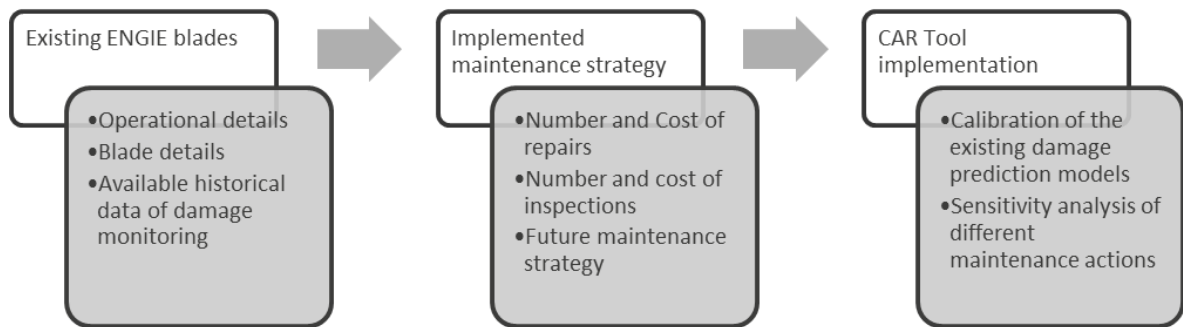 Existing ENGIE blades
•Operational details
•Blade details
•Available historical
data of damage
monitoring
Implemented
maintenance strategy
•Number and Cost of
repairs
•Number and cost of
inspections
•Future maintenance
strategy
CAR Tool
implementation
•Calibration of the
existing damage
prediction models
•Sensitivity analysis of
different
maintenance actions